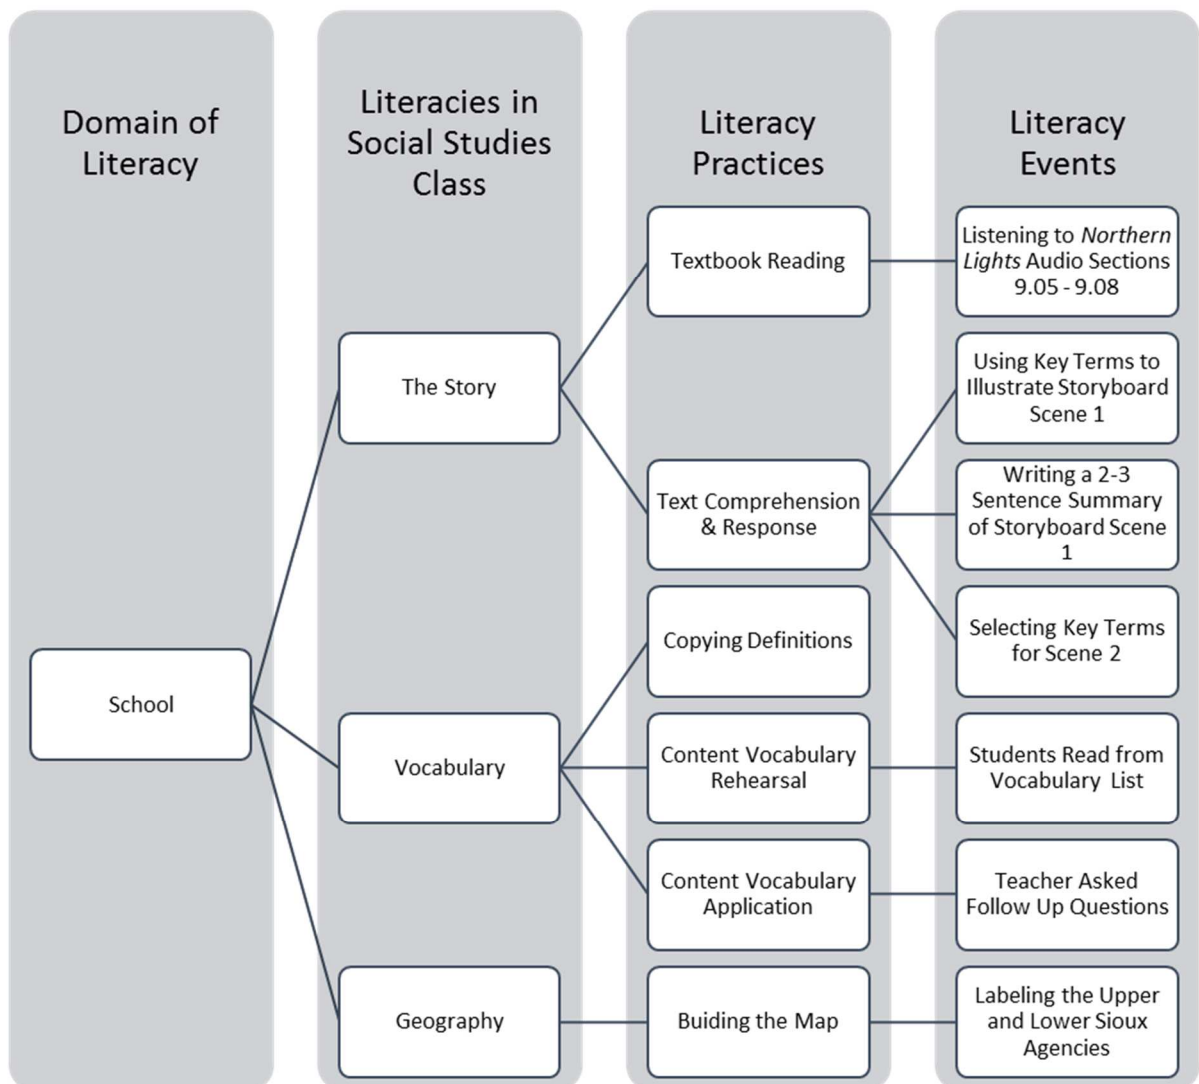 Domain of
Literacy
Literacies in
Social Studies
Class
Literacy
Practices
Literacy
Events
School
The Story
Vocabulary
Geography
Textbook Reading
Text Comprehension
& Response
Copying Definitions
Content Vocabulary
Rehearsal
Content Vocabulary
Application
Buiding the Map
Listening to Northern
Lights Audio Sections
9.05 - 9.08
Using Key Terms to
Illustrate Storyboard
Scene 1
Writing a 2-3
Sentence Summary
of Storyboard Scene
1
Selecting Key Terms
for Scene 2
Students Read from
Vocabulary List
Teacher Asked
Follow Up Questions
Labeling the Upper
and Lower Sioux
Agencies